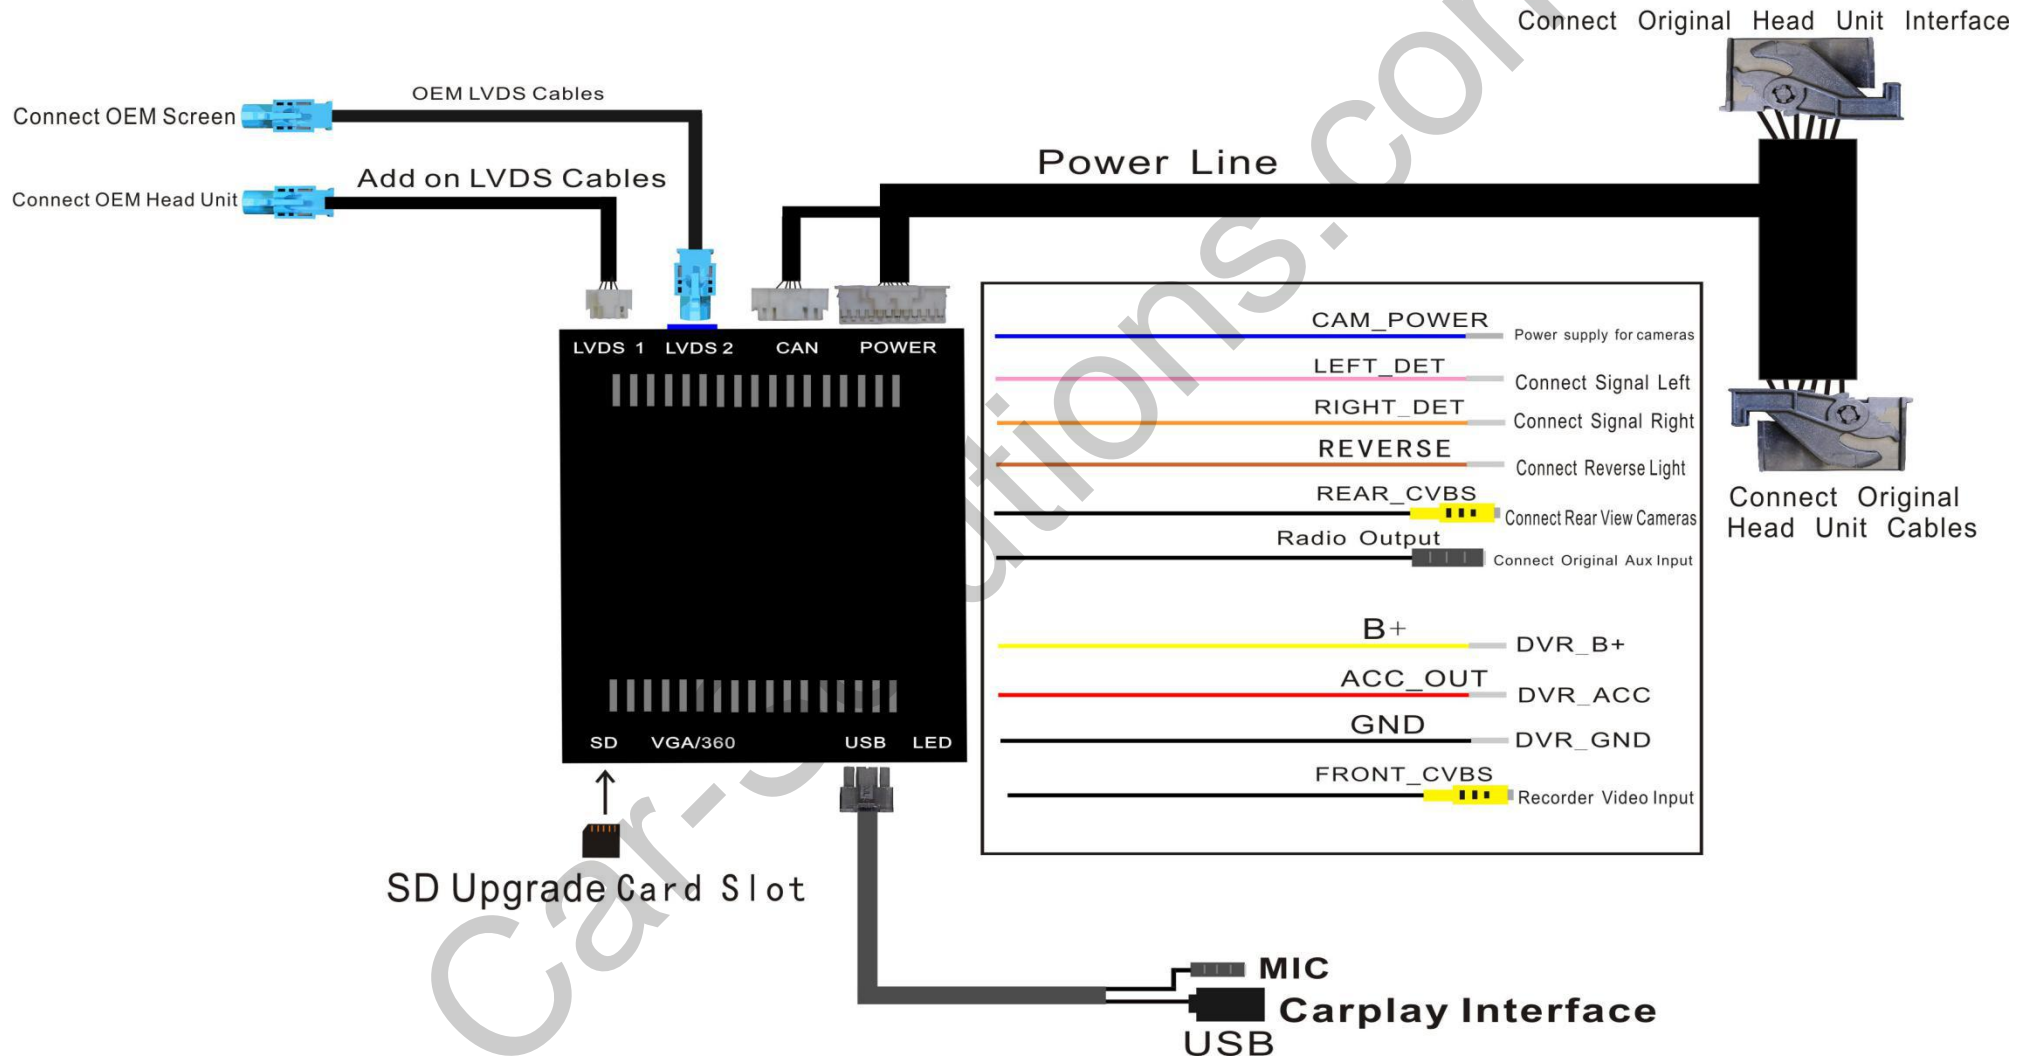 Connect Original Head Unit Interface
OEM LVDS Cables
Connect OEM Screen
Power Line
Add on LVDS Cables
Connect OEM Head Unit
CAM_POWER
Power supply for cameras
LVDS 1 LVDS 2 CAN POWER
LEFT_DET
Connect Signal Left
RIGHT_DET
Connect Signal Right
REVERSE
Connect Reverse Light
REAR_CVBS
Connect Rear View Cameras
Connect Original
Head Unit Cables
Radio Output
Connect Original Aux Input
B+
DVR_B+
ACC_OUT
DVR_ACC
GND
DVR_GND
SD VGA/360 USB LED
FRONT_CVBS
Recorder Video Input
SD Upgrade Card Slot
MIC
Carplay Interface
USB